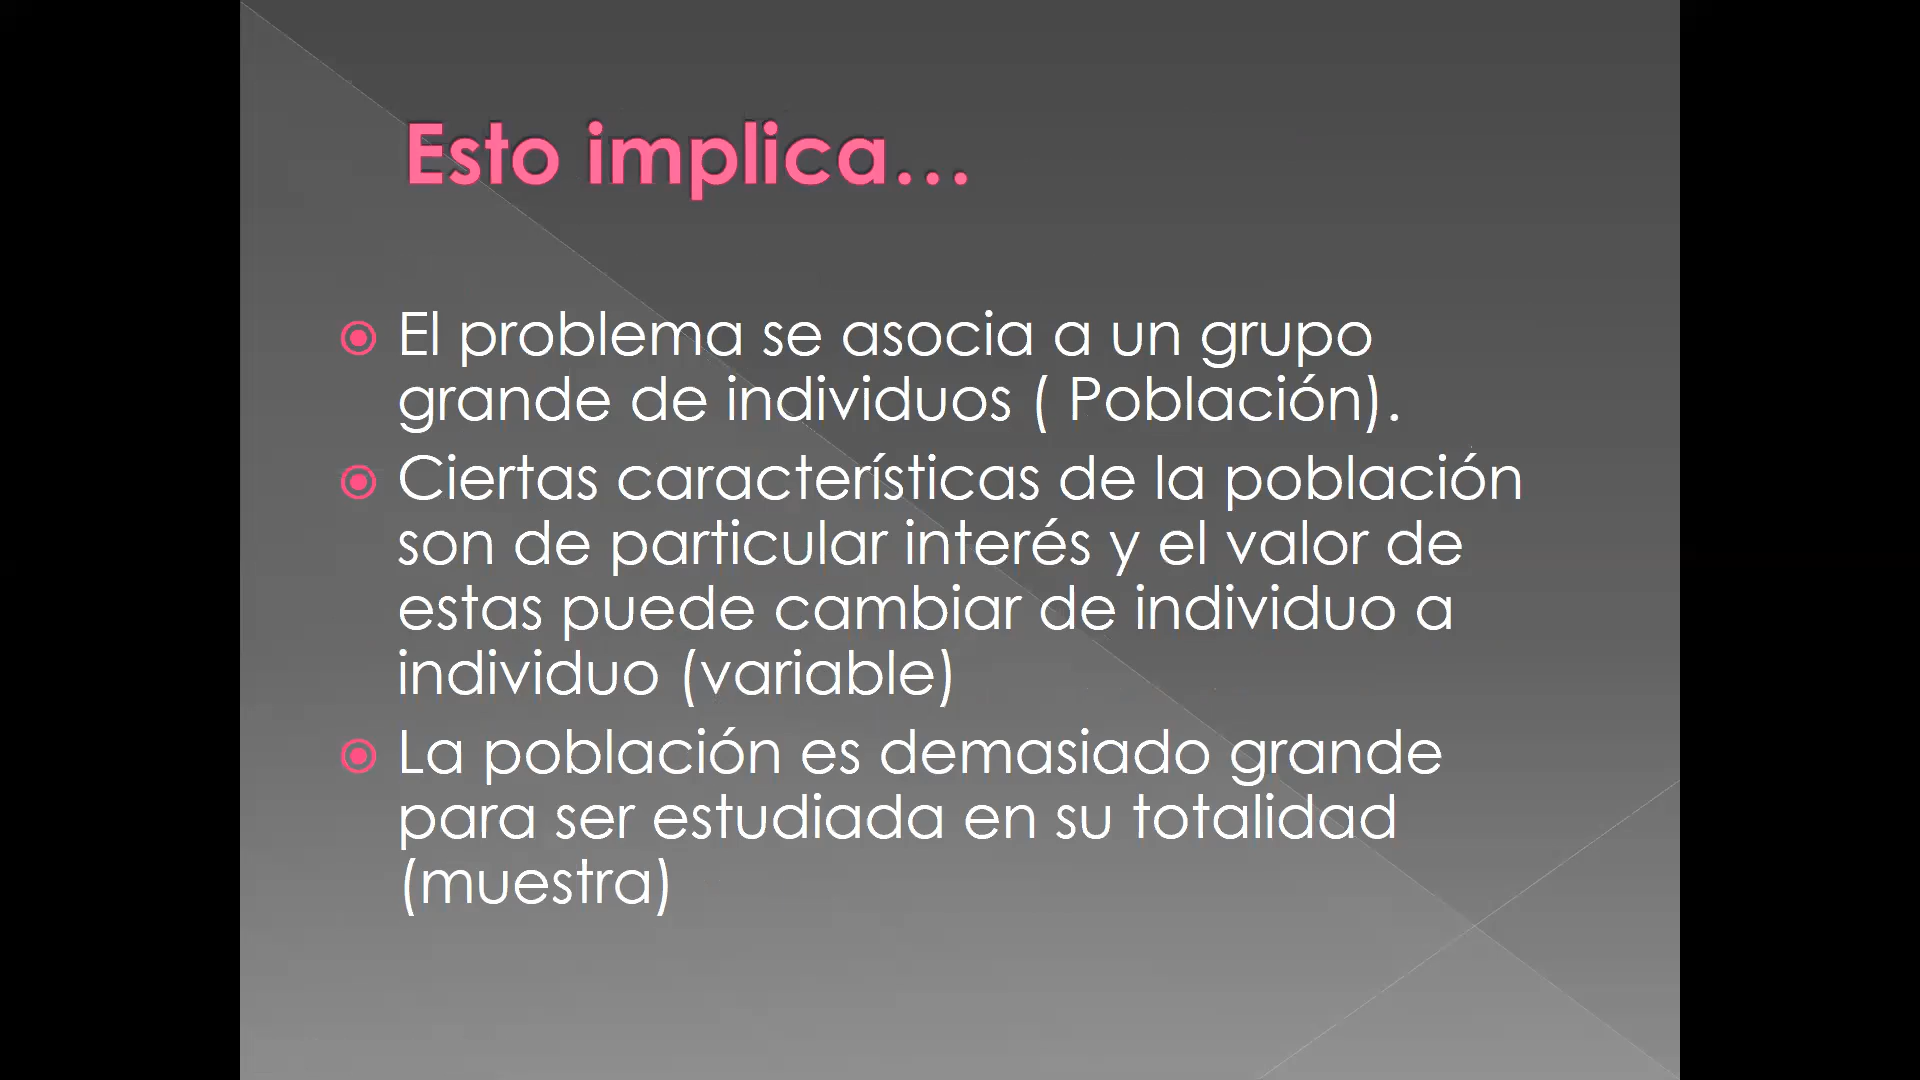 Esto implica...
El problema se asocia a un grupo
grande de individuos ( Población).
Ciertas características de la población
son de particular interés y el valor de
estas puede cambiar de individuo a
individuo (variable)
La población es demasiado grande
para ser estudiada en su totalidad
(muestra)